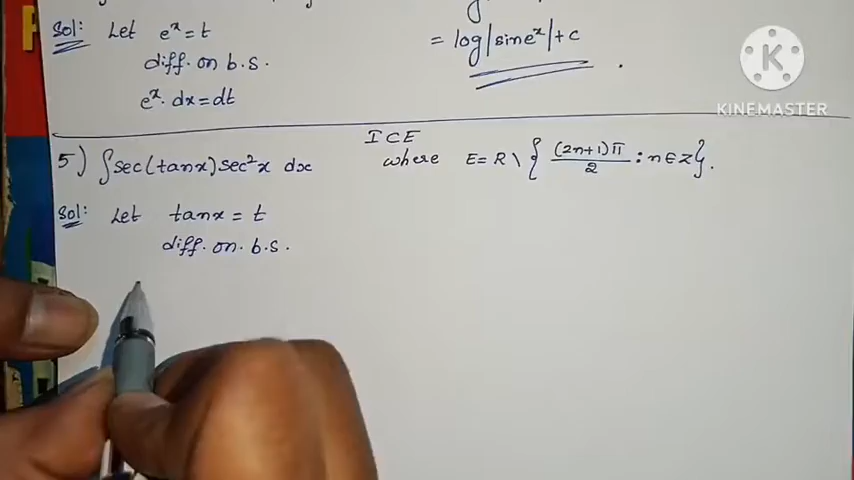 Sol: Let e^x = t
diff. on b.s.
e^x. dx = dt
= log|sin e^x| + c
KINEMASTER
5) ∫sec(tanx)sec²x dx ICE where E = R \ { (2n+1)π/2 : n ∈ Z }.
Sol: Let tanx = t
diff. on. b.s.